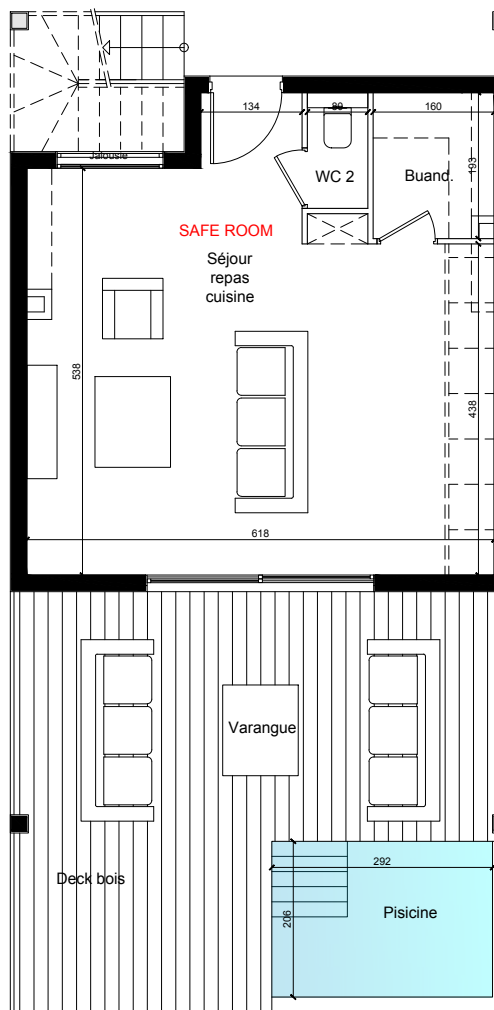 134
89
160
Jalousie
WC 2
Buand.
193
SAFE ROOM
Séjour
repas
cuisine
538
438
618
Varangue
Deck bois
292
206
Pisicine